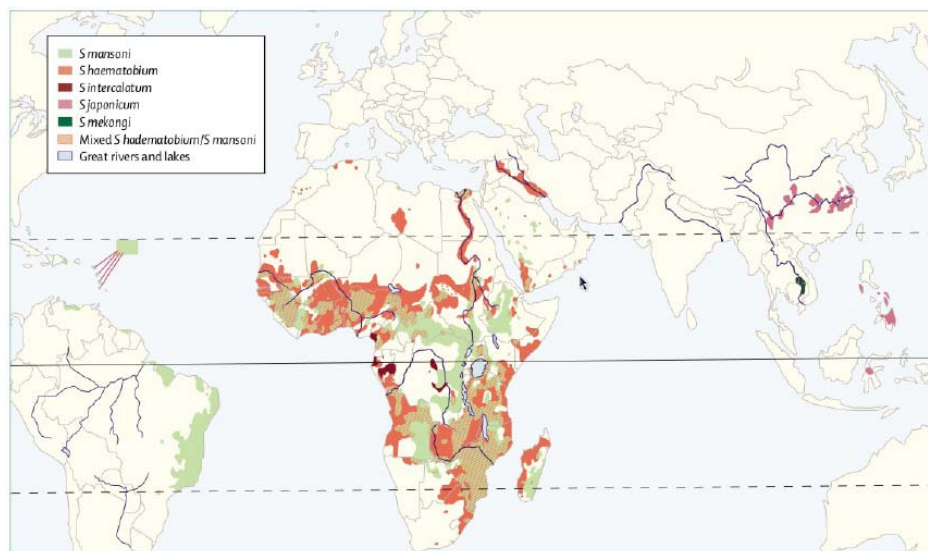 S mansoni
S haematobium
S intercalatum
S japonicum
S mekongi
Mixed S hadematobium/S mansoni
Great rivers and lakes